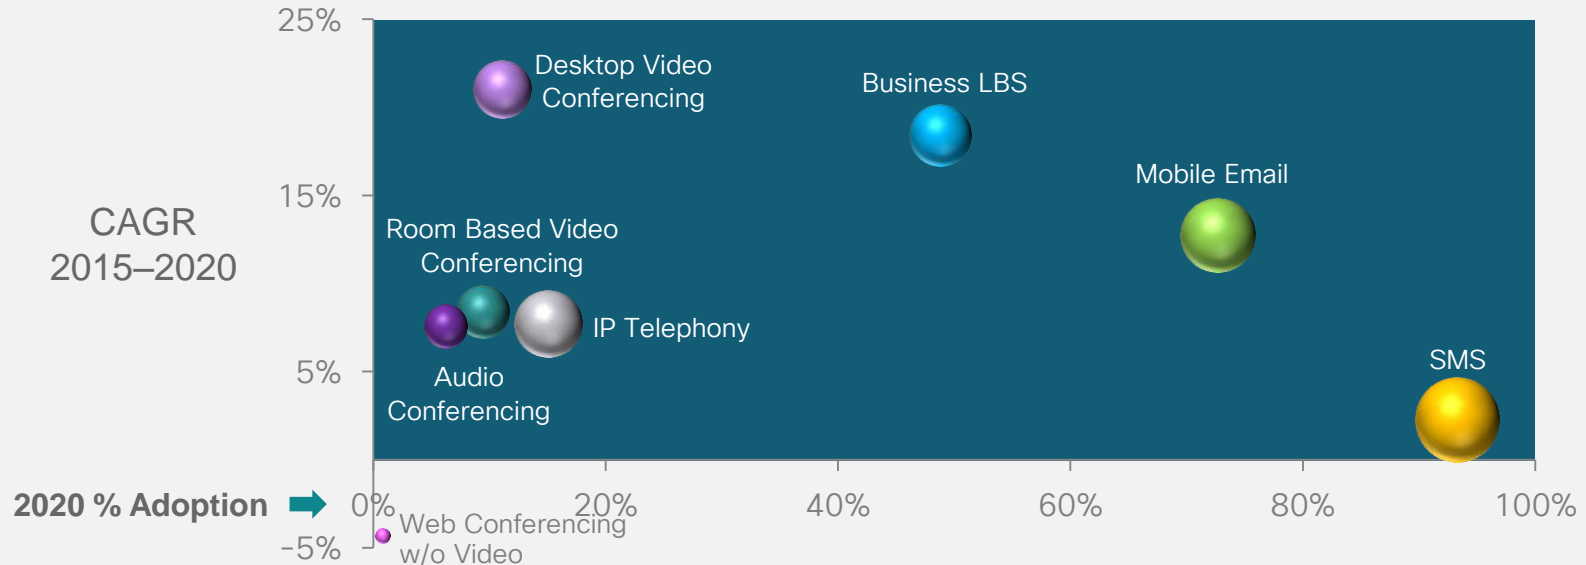 25%
Desktop Video
Conferencing
Business LBS
Mobile Email
15%
CAGR
2015–2020
Room Based Video
Conferencing
IP Telephony
5%
Audio
Conferencing
SMS
2020 % Adoption
0%
20%
40%
60%
80%
100%
Web Conferencing
w/o Video
-5%